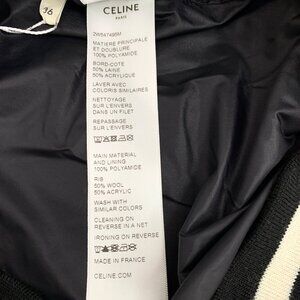 36
CELINE
PARIS
MATIERE PRINCIPALE
ET DOUBLURE
100% POLYAMIDE
BORD-COTE
50% LAINE
50% ACRYLIQUE
LAVER AVEC
COLORIS SIMILAIRES
NETTOYAGE
SUR L'ENVERS
DANS UN FILET
REPASSAGE
SUR L'ENVERS
MAIN MATERIAL
AND LINING
100% POLYAMIDE
RIB
50% WOOL
50% ACRYLIC
WASH WITH
SIMILAR COLORS
CLEANING ON
REVERSE IN A NET
IRONING ON REVERSE
MADE IN FRANCE
CELINE.COM